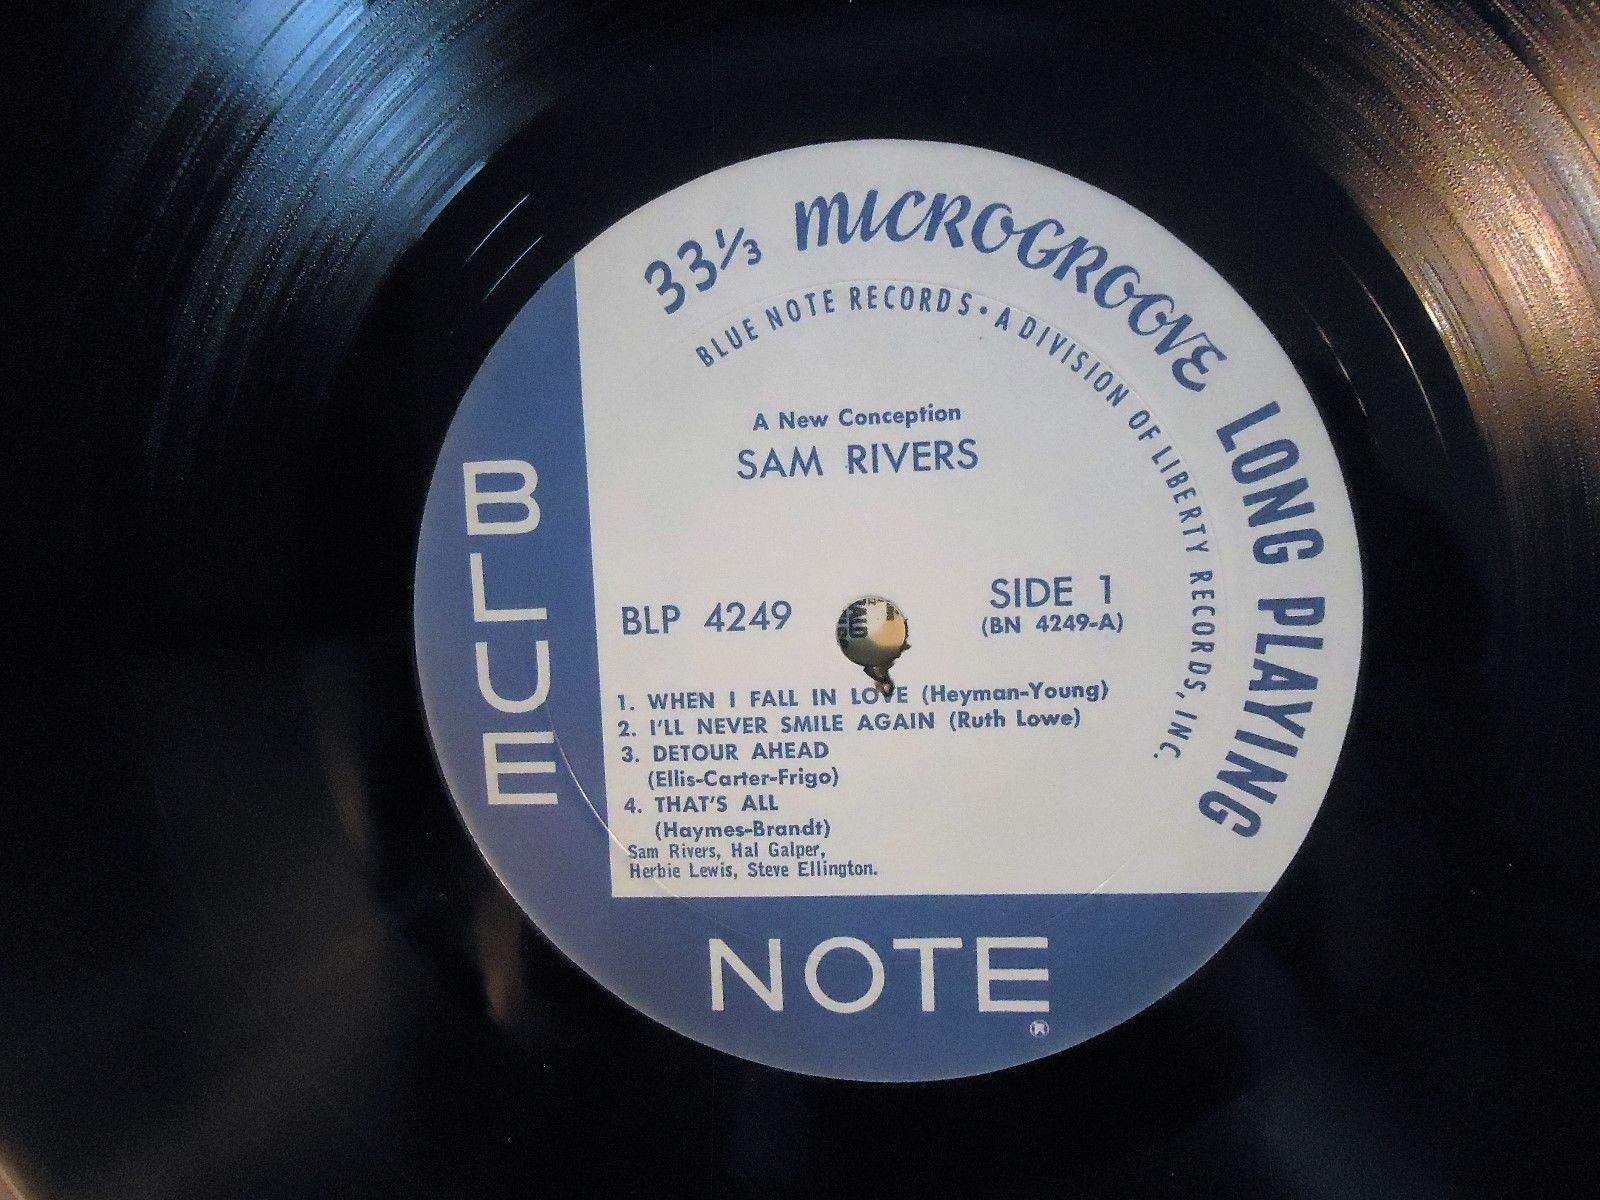 33⅓ MICROGROOVE LONG PLAYING
BLUE NOTE RECORDS • A DIVISION OF LIBERTY RECORDS, INC.
A New Conception
SAM RIVERS
BLP 4249
SIDE 1
(BN 4249-A)
1. WHEN I FALL IN LOVE (Heyman-Young)
2. I'LL NEVER SMILE AGAIN (Ruth Lowe)
3. DETOUR AHEAD
(Ellis-Carter-Frigo)
4. THAT'S ALL
(Haymes-Brandt)
Sam Rivers, Hal Galper,
Herbie Lewis, Steve Ellington.
BLUE
NOTE
®